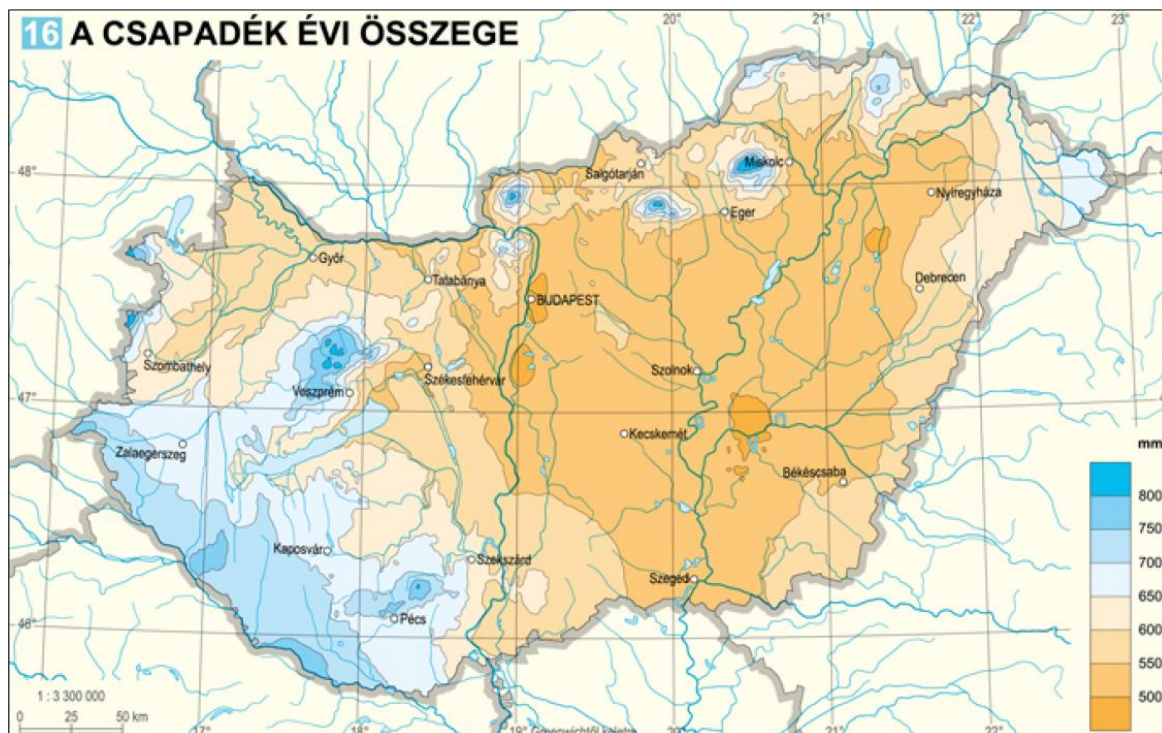 16 A CSAPADÉK ÉVI ÖSSZEGE
20° 21° 22° 23°
48°
Salgótarján
Miskolc
Eger
Nyíregyháza
Győr
Tatabánya
BUDAPEST
Debrecen
Szombathely
Veszprém
Székesfehérvár
Szolnok
47°
Zalaegerszeg
Kecskemét
Békéscsaba
Kaposvár
Szekszárd
Szeged
Pécs
46°
mm
800
750
700
650
600
550
500
1 : 3 300 000
0 25 50 km
17° 18°
17° 19° Greenwichtől keletre 20° 21° 22°